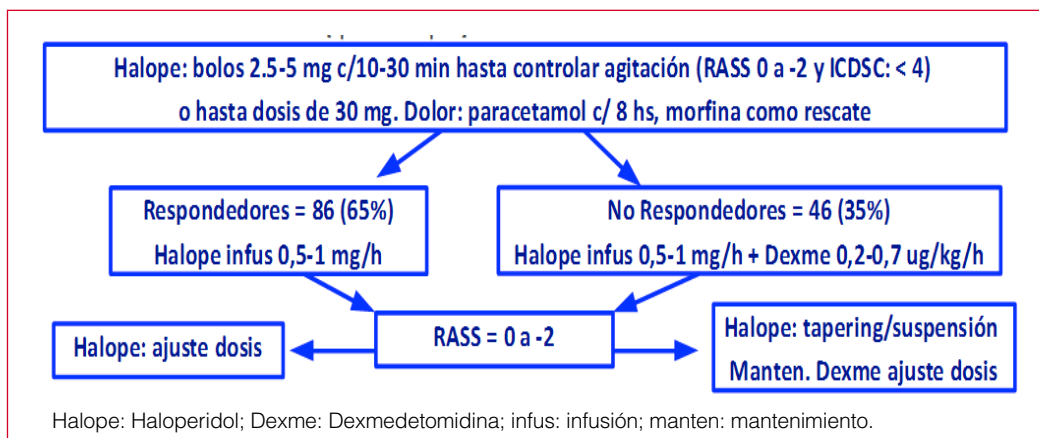 Halope: bolos 2.5-5 mg c/10-30 min hasta controlar agitación (RASS 0 a -2 y ICDSC: < 4)
o hasta dosis de 30 mg. Dolor: paracetamol c/ 8 hs, morfina como rescate
Respondedores = 86 (65%)
Halope infus 0,5-1 mg/h
No Respondedores = 46 (35%)
Halope infus 0,5-1 mg/h + Dexme 0,2-0,7 ug/kg/h
Halope: ajuste dosis
RASS = 0 a -2
Halope: tapering/suspensión
Manten. Dexme ajuste dosis
Halope: Haloperidol; Dexme: Dexmedetomidina; infus: infusión; manten: mantenimiento.